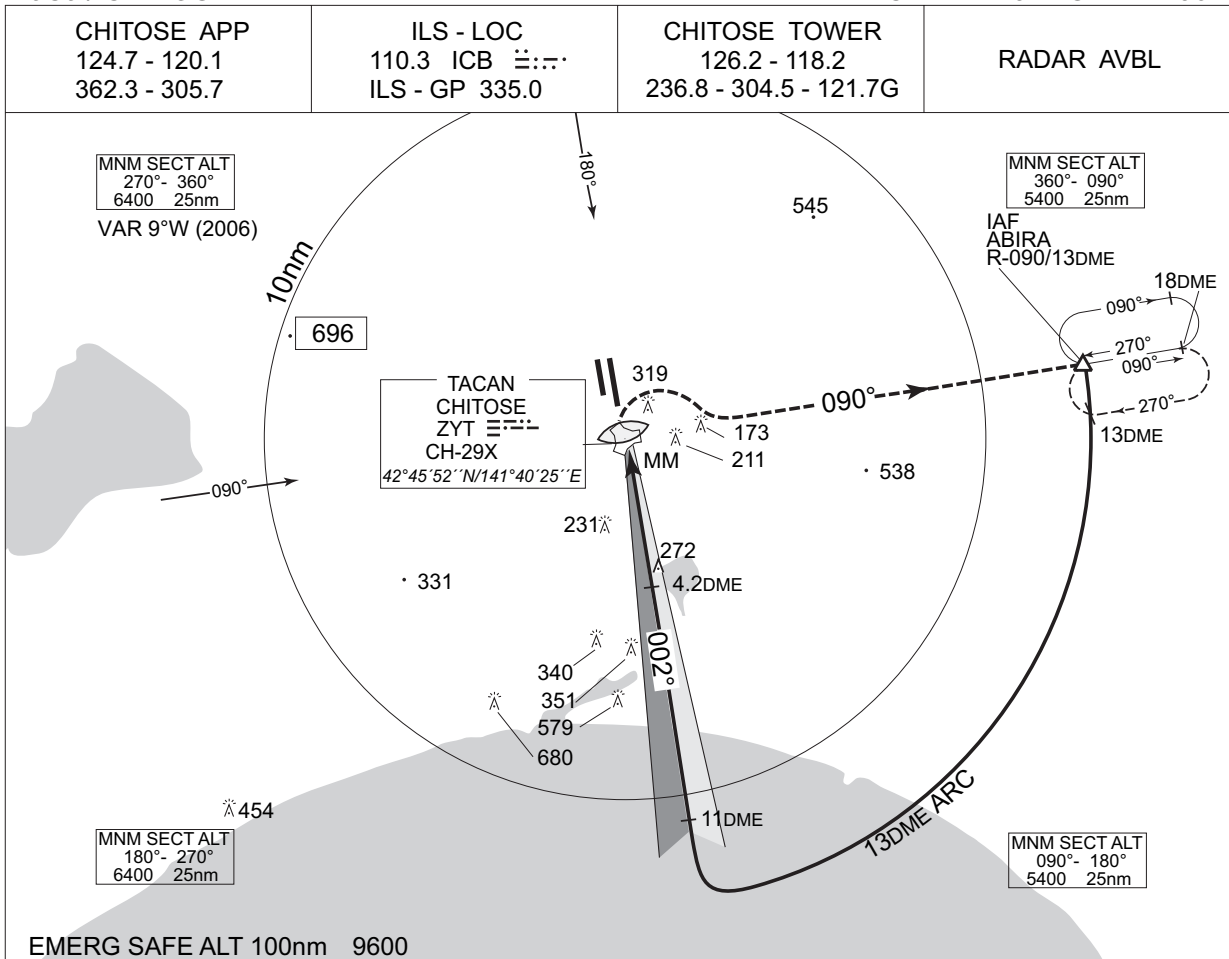 CHITOSE APP
124.7 - 120.1
362.3 - 305.7
ILS - LOC
110.3 ICB
ILS - GP 335.0
CHITOSE TOWER
126.2 - 118.2
236.8 - 304.5 - 121.7G
RADAR AVBL
MNM SECT ALT
270°- 360°
6400 25nm
VAR 9°W (2006)
180°
545
MNM SECT ALT
360°- 090°
5400 25nm
IAF
ABIRA
R-090/13DME
18DME
10nm
696
090°
270°
090°
270°
13DME
TACAN
CHITOSE
ZYT
CH-29X
42°45´52´´N/141°40´25´´E
319
090°
173
211
MM
538
090°
231
272
331
4.2DME
002°
340
351
579
680
454
11DME
13DME ARC
MNM SECT ALT
180°- 270°
6400 25nm
MNM SECT ALT
090°- 180°
5400 25nm
EMERG SAFE ALT 100nm 9600